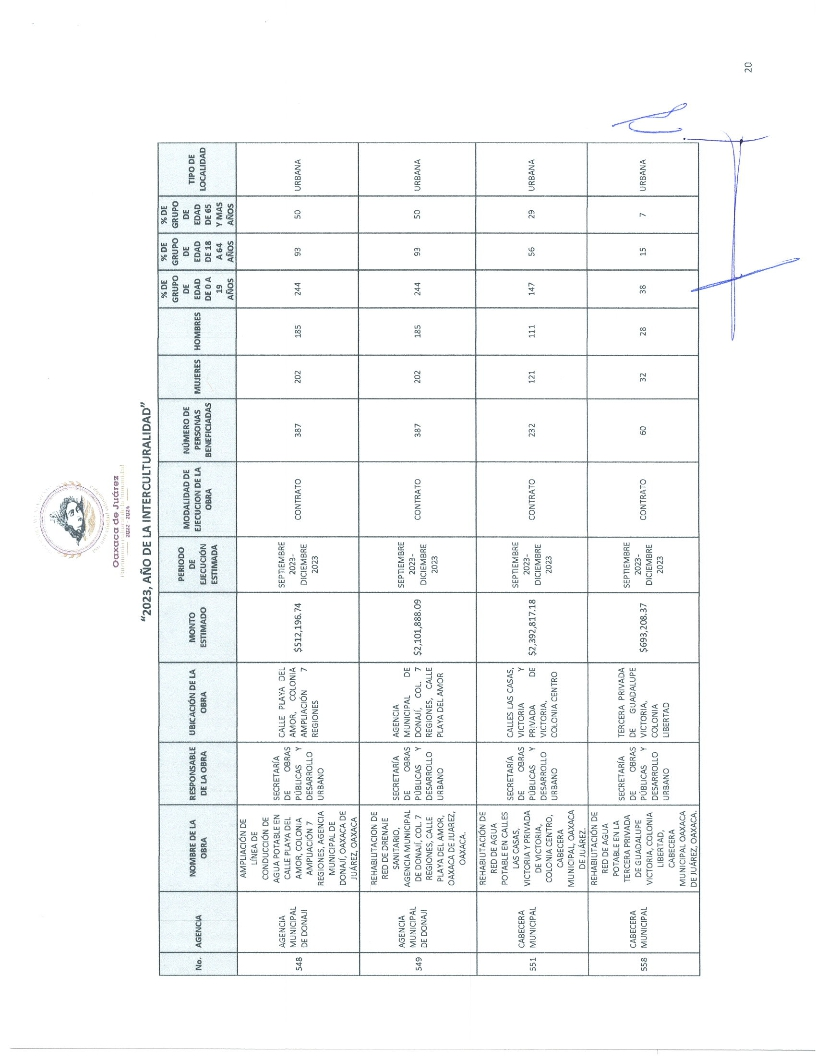 Oaxaca de Juárez
2022 - 2024
"2023, AÑO DE LA INTERCULTURALIDAD"
No.
AGENCIA
NOMBRE DE LA
OBRA
RESPONSABLE
DE LA OBRA
UBICACIÓN DE LA
OBRA
MONTO
ESTIMADO
PERIODO
DE
EJECUCIÓN
ESTIMADA
MODALIDAD DE
EJECUCION DE LA
OBRA
NÚMERO DE
PERSONAS
BENEFICIADAS
MUJERES
HOMBRES
% DE
GRUPO
DE
EDAD
DE 0 A
19
AÑOS
% DE
GRUPO
DE
EDAD
DE 18
A 64
AÑOS
% DE
GRUPO
DE
EDAD
DE 65
Y MAS
AÑOS
TIPO DE
LOCALIDAD
548
AGENCIA
MUNICIPAL
DE DONAJI
AMPLIACIÓN DE
LÍNEA DE
CONDUCCIÓN DE
AGUA POTABLE EN
CALLE PLAYA DEL
AMOR, COLONIA
AMPLIACIÓN 7
REGIONES, AGENCIA
MUNICIPAL DE
DONAJÍ, OAXACA DE
JUÁREZ, OAXACA
SECRETARÍA
DE OBRAS
PÚBLICAS Y
DESARROLLO
URBANO
CALLE PLAYA DEL
AMOR, COLONIA
AMPLIACIÓN 7
REGIONES
$512,196.74
SEPTIEMBRE
2023-
DICIEMBRE
2023
CONTRATO
387
202
185
244
93
50
URBANA
549
AGENCIA
MUNICIPAL
DE DONAJI
REHABILITACION DE
RED DE DRENAJE
SANITARIO,
AGENCIA MUNICIPAL
DE DONAJÍ, COL. 7
REGIONES, CALLE
PLAYA DEL AMOR,
OAXACA DE JUAREZ,
OAXACA.
SECRETARÍA
DE OBRAS
PÚBLICAS Y
DESARROLLO
URBANO
AGENCIA
MUNICIPAL DE
DONAJÍ, COL. 7
REGIONES, CALLE
PLAYA DEL AMOR
$2,101,888.09
SEPTIEMBRE
2023-
DICIEMBRE
2023
CONTRATO
387
202
185
244
93
50
URBANA
551
CABECERA
MUNICIPAL
REHABILITACIÓN DE
RED DE AGUA
POTABLE EN CALLES
LAS CASAS,
VICTORIA Y PRIVADA
DE VICTORIA,
COLONIA CENTRO,
CABECERA
MUNICIPAL, OAXACA
DE JUÁREZ.
SECRETARÍA
DE OBRAS
PÚBLICAS Y
DESARROLLO
URBANO
CALLES LAS CASAS,
VICTORIA Y
PRIVADA DE
VICTORIA,
COLONIA CENTRO
$2,392,817.18
SEPTIEMBRE
2023-
DICIEMBRE
2023
CONTRATO
232
121
111
147
56
29
URBANA
558
CABECERA
MUNICIPAL
REHABILITACIÓN DE
RED DE AGUA
POTABLE EN LA
TERCERA PRIVADA
DE GUADALUPE
VICTORIA, COLONIA
LIBERTAD,
CABECERA
MUNICIPAL OAXACA
DE JUÁREZ, OAXACA.
SECRETARÍA
DE OBRAS
PÚBLICAS Y
DESARROLLO
URBANO
TERCERA PRIVADA
DE GUADALUPE
VICTORIA,
COLONIA
LIBERTAD
$693,208.37
SEPTIEMBRE
2023-
DICIEMBRE
2023
CONTRATO
60
32
28
38
15
7
URBANA
20